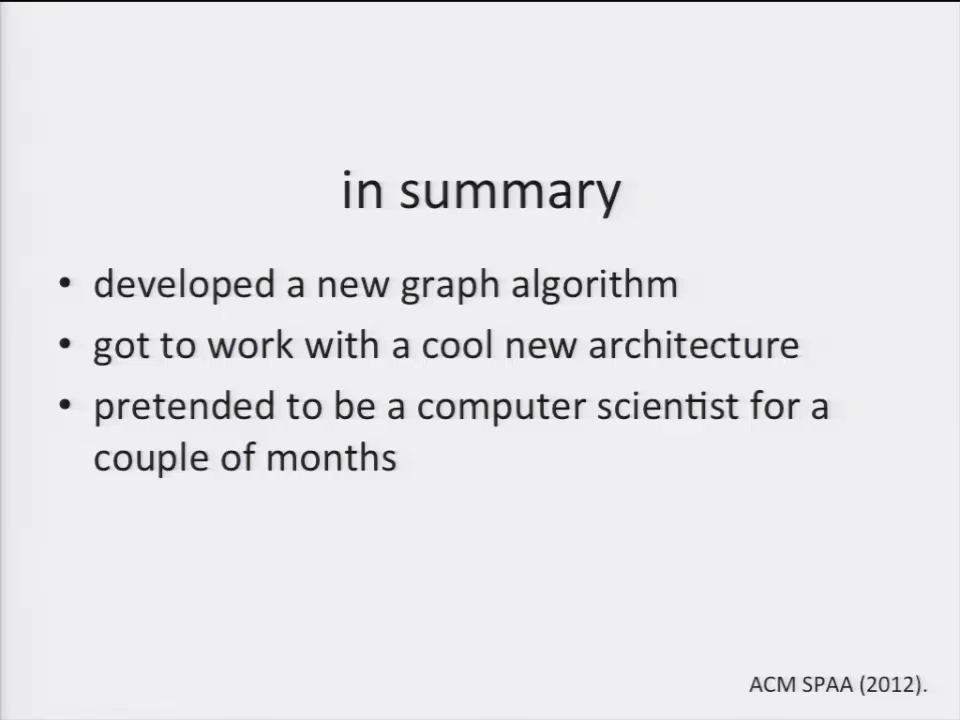 in summary
• developed a new graph algorithm
• got to work with a cool new architecture
• pretended to be a computer scientist for a
couple of months
ACM SPAA (2012).